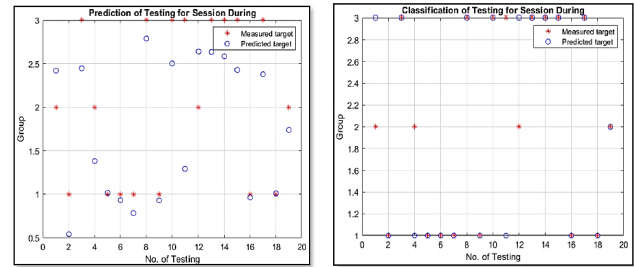 Prediction of Testing for Session During
Measured target
Predicted target
Group
3
2.5
2
1.5
1
0.5
0 2 4 6 8 10 12 14 16 18 20
No. of Testing
Classification of Testing for Session During
Measured target
Predicted target
Group
3
2.8
2.6
2.4
2.2
2
1.8
1.6
1.4
1.2
1
0 2 4 6 8 10 12 14 16 18 20
No. of Testing